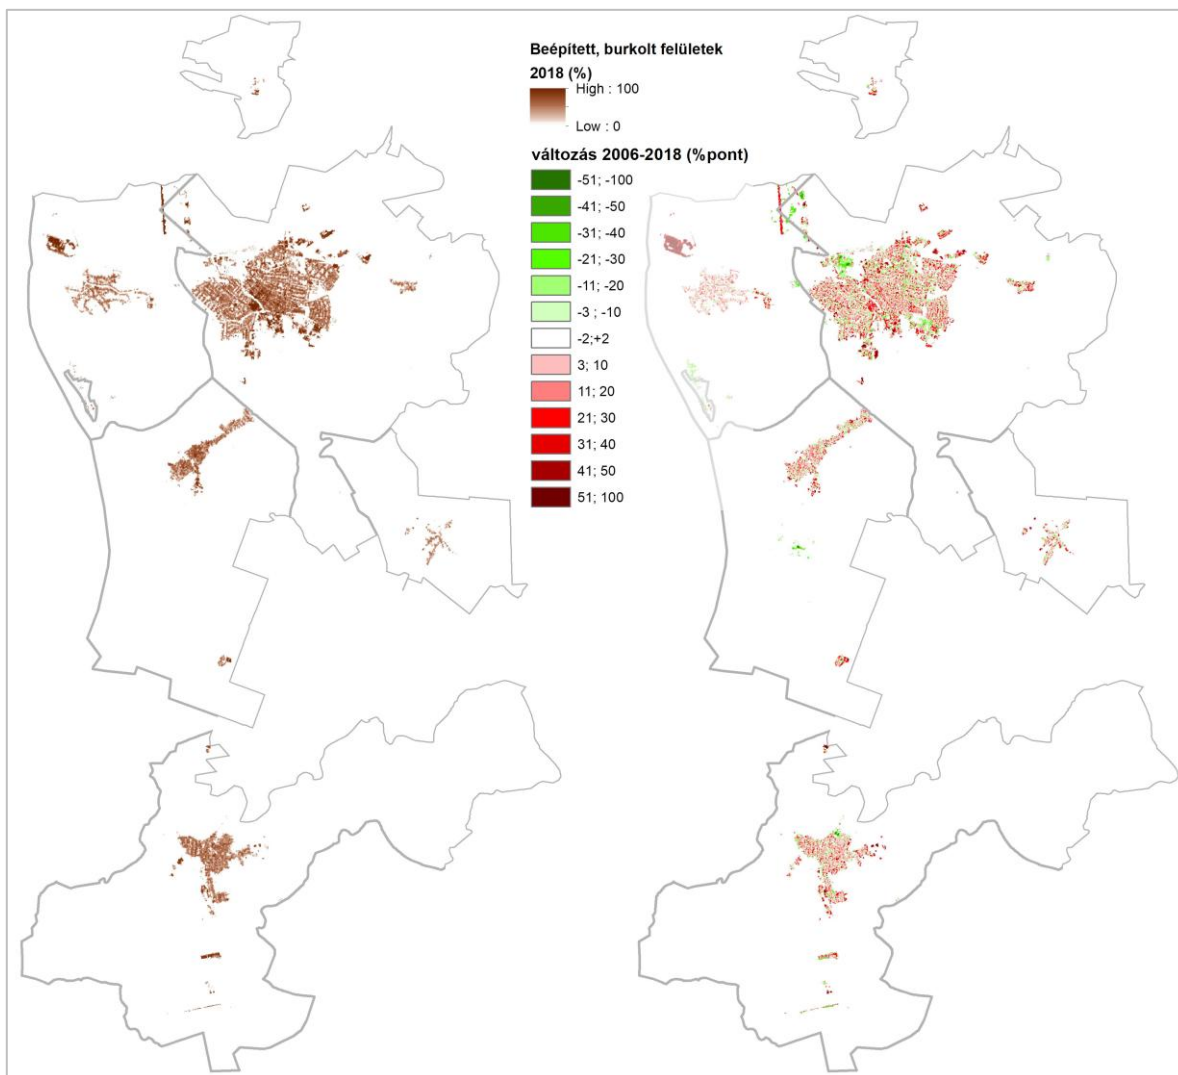 Beépített, burkolt felületek
2018 (%)
High : 100
Low : 0
változás 2006-2018 (%pont)
-51; -100
-41; -50
-31; -40
-21; -30
-11; -20
-3 ; -10
-2;+2
3; 10
11; 20
21; 30
31; 40
41; 50
51; 100